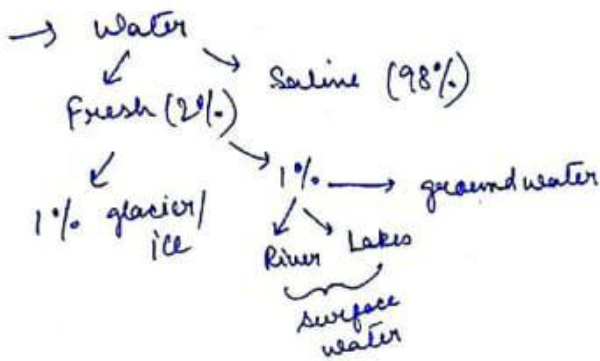 → Water
Fresh (2%)
Saline (98%)
1% glacier/
ice
1% → groundwater
River
Lakes
surface
water